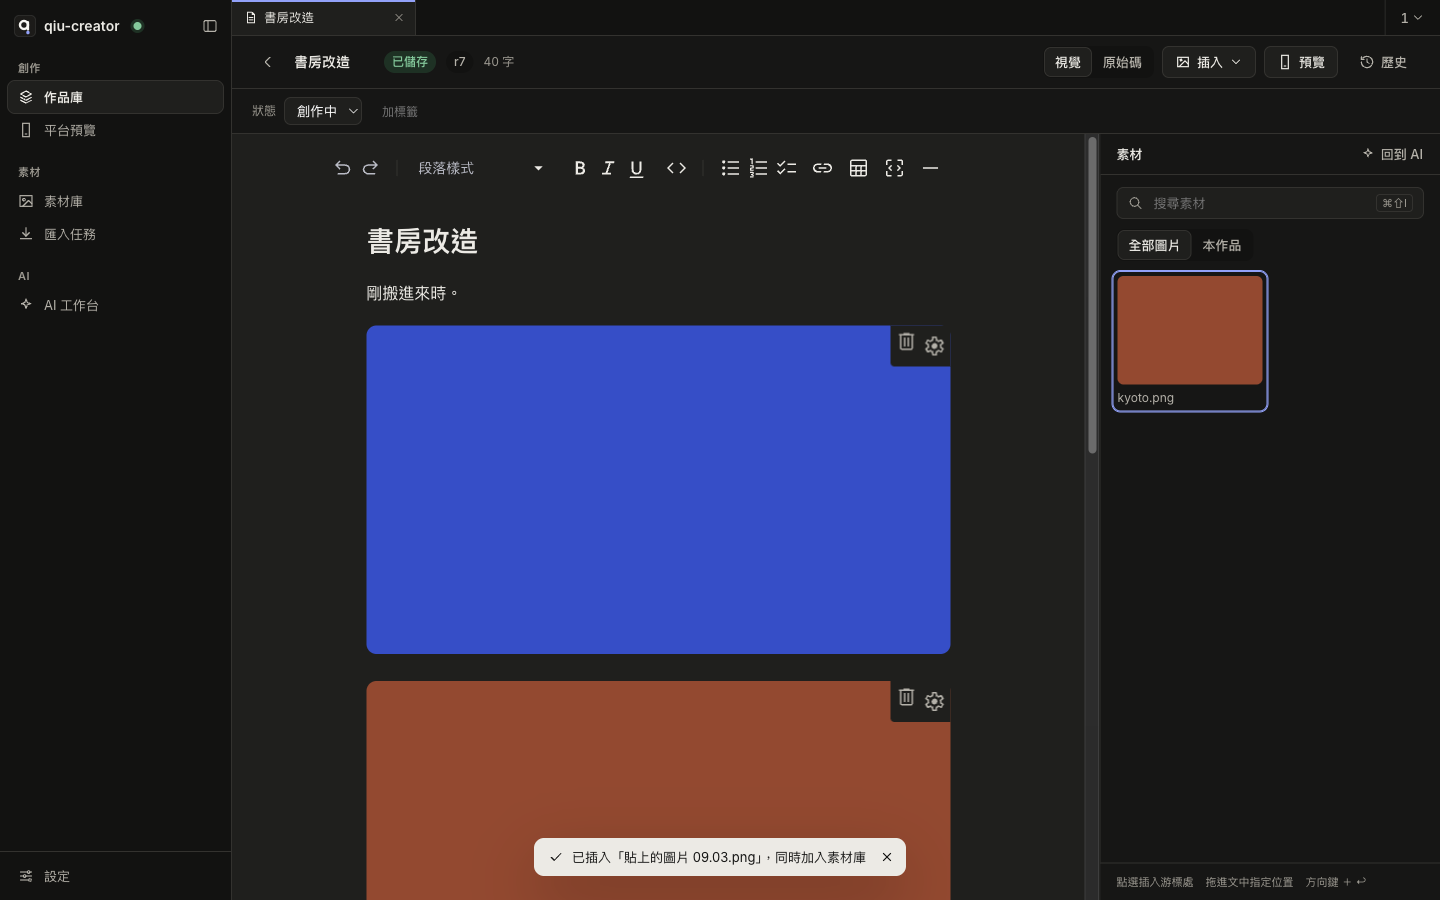 qiu-creator
創作
作品庫
平台預覽
素材
素材庫
匯入任務
AI
AI 工作台
設定
書房改造
1
書房改造
已儲存
r7
40 字
視覺
原始碼
插入
預覽
歷史
狀態
創作中
加標籤
段落樣式
B I U
書房改造
剛搬進來時。
已插入「貼上的圖片 09.03.png」，同時加入素材庫
素材
回到 AI
搜尋素材
⌘⇧I
全部圖片
本作品
kyoto.png
點選插入游標處 拖進文中指定位置 方向鍵 + ↩